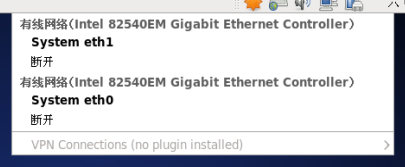 有线网络(Intel 82540EM Gigabit Ethernet Controller)
System eth1
断开
有线网络(Intel 82540EM Gigabit Ethernet Controller)
System eth0
断开
VPN Connections (no plugin installed)